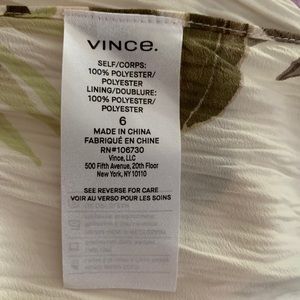 VINCE.
SELF/CORPS:
100% POLYESTER/
POLYESTER
LINING/DOUBLURE:
100% POLYESTER/
POLYESTER
6
MADE IN CHINA
FABRIQUÉ EN CHINE
RN#106730
Vince, LLC
500 Fifth Avenue, 20th Floor
New York, NY 10110
SEE REVERSE FOR CARE
VOIR AU VERSO POUR LES SOINS